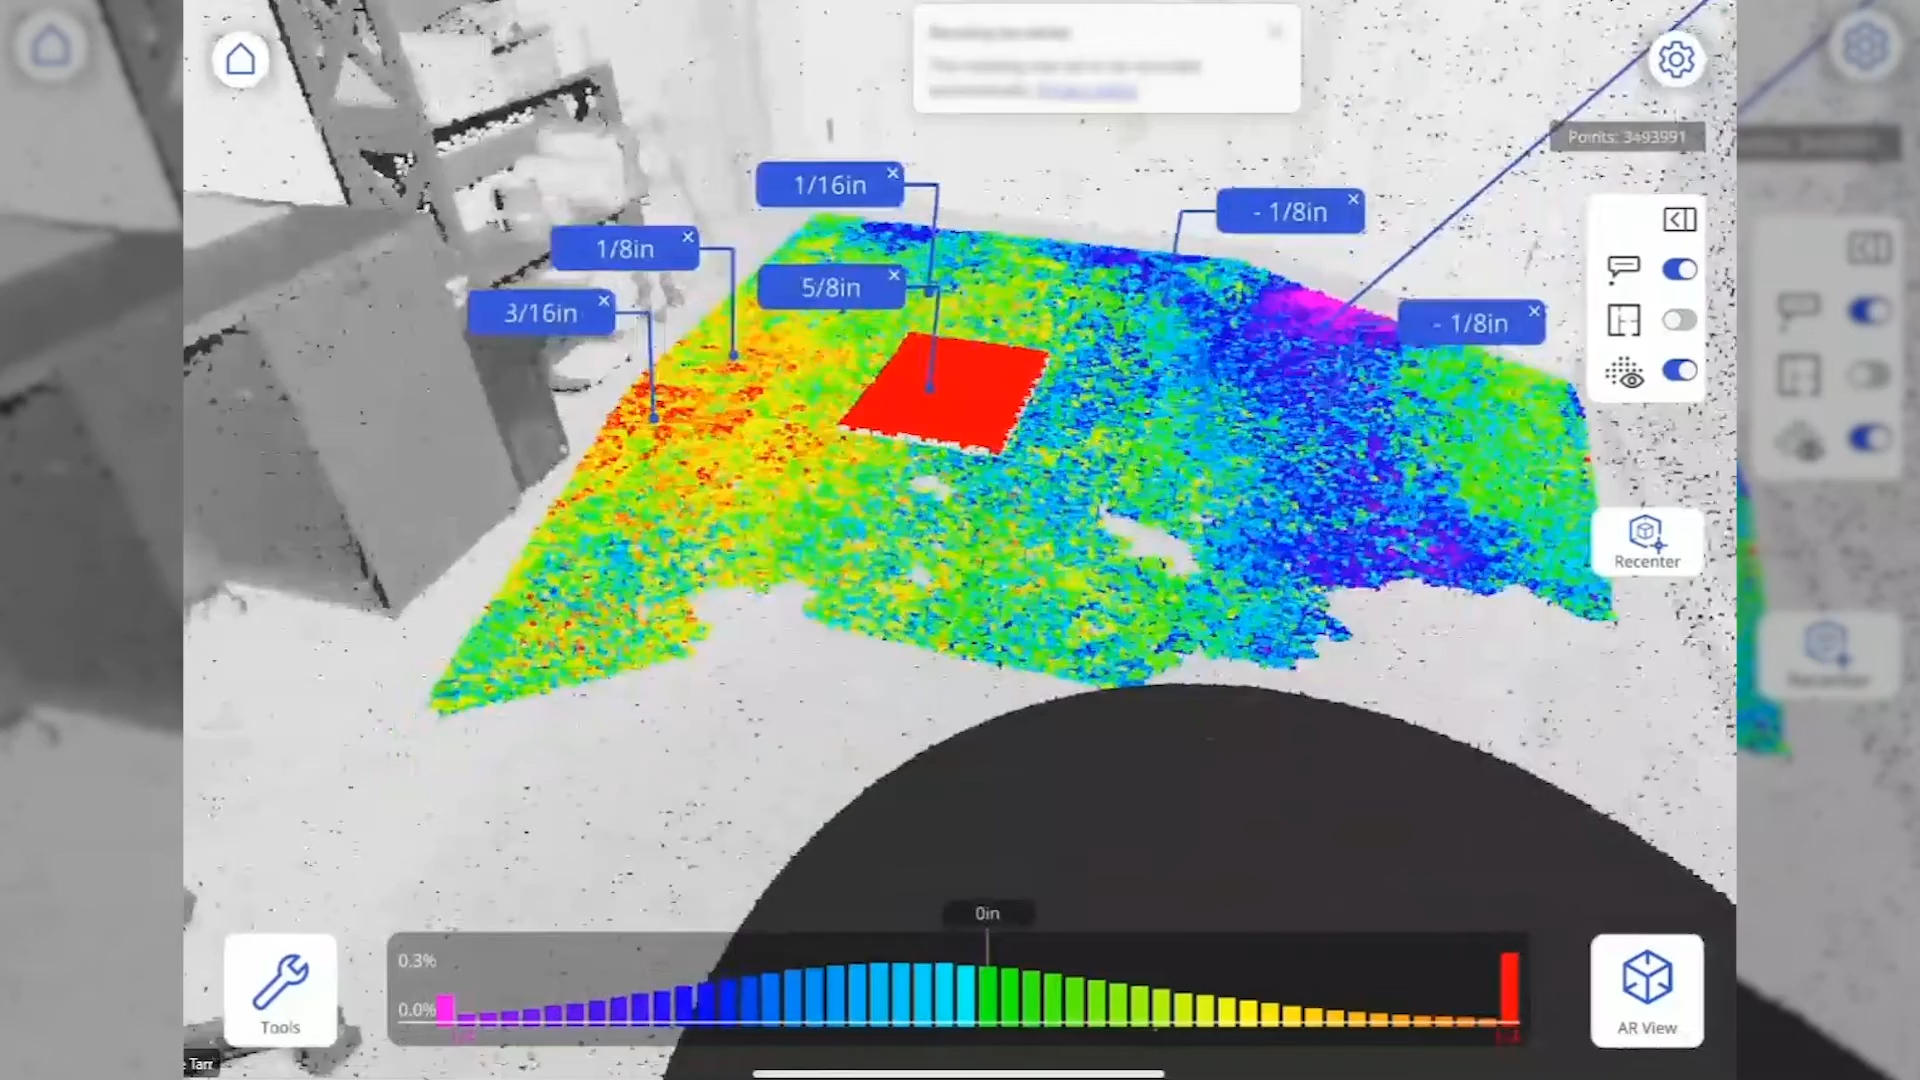 Points: 3493991
1/16in
- 1/8in
1/8in
5/8in
3/16in
- 1/8in
Recenter
0in
0.3%
0.0%
Tools
AR View
Tarr